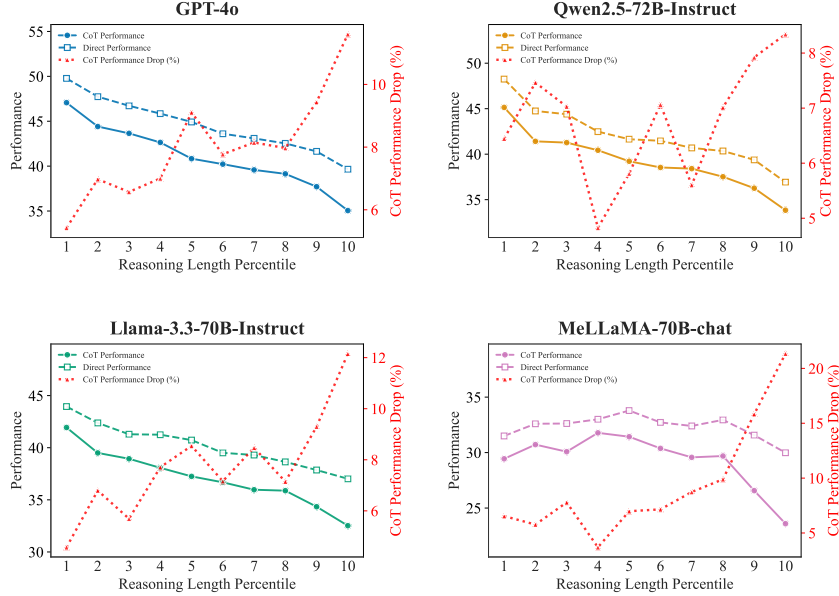 GPT-4o
CoT Performance
Direct Performance
CoT Performance Drop (%)
55
50
45
40
35
10
8
6
Performance
CoT Performance Drop (%)
1 2 3 4 5 6 7 8 9 10
Reasoning Length Percentile
Qwen2.5-72B-Instruct
CoT Performance
Direct Performance
CoT Performance Drop (%)
50
45
40
35
8
7
6
5
Performance
CoT Performance Drop (%)
1 2 3 4 5 6 7 8 9 10
Reasoning Length Percentile
Llama-3.3-70B-Instruct
CoT Performance
Direct Performance
CoT Performance Drop (%)
45
40
35
30
12
10
8
6
Performance
CoT Performance Drop (%)
1 2 3 4 5 6 7 8 9 10
Reasoning Length Percentile
MeLLaMA-70B-chat
CoT Performance
Direct Performance
CoT Performance Drop (%)
35
30
25
20
15
10
5
Performance
CoT Performance Drop (%)
1 2 3 4 5 6 7 8 9 10
Reasoning Length Percentile